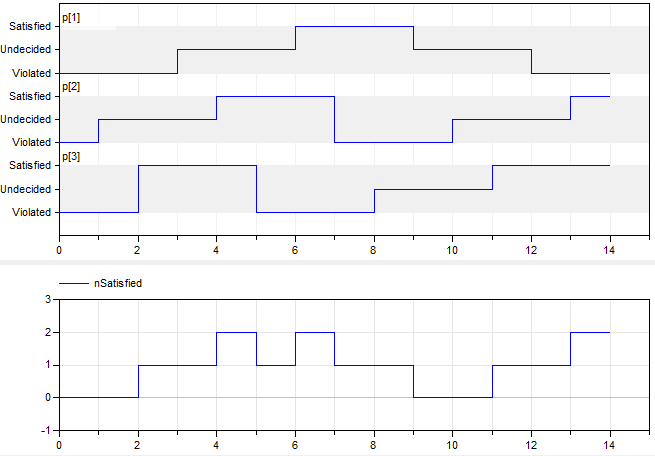 p[1]
Satisfied
Undecided
Violated
p[2]
Satisfied
Undecided
Violated
p[3]
Satisfied
Undecided
Violated
0 2 4 6 8 10 12 14
nSatisfied
3
2
1
0
-1
0 2 4 6 8 10 12 14